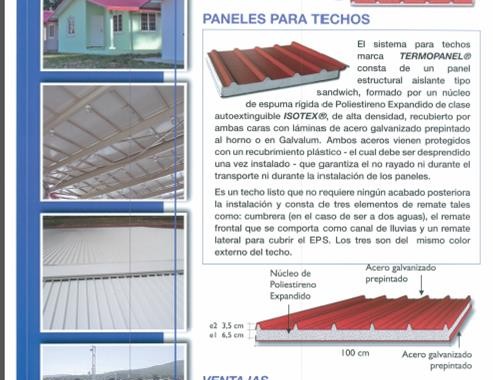 PANELES PARA TECHOS
El sistema para techos
marca TERMOPANEL®
consta de un panel
estructural aislante tipo
sandwich, formado por un núcleo
de espuma rígida de Poliestireno Expandido de clase
autoextinguible ISOTEX®, de alta densidad, recubierto por
ambas caras con láminas de acero galvanizado prepintado
al horno o en Galvalum. Ambos aceros vienen protegidos
con un recubrimiento plástico - el cual debe ser desprendido
una vez instalado - que garantiza el no rayado ni durante el
transporte ni durante la instalación de los paneles.
Es un techo listo que no requiere ningún acabado posteriora
la instalación y consta de tres elementos de remate tales
como: cumbrera (en el caso de ser a dos aguas), el remate
frontal que se comporta como canal de lluvias y un remate
lateral para cubrir el EPS. Los tres son del mismo color
externo del techo.
Núcleo de
Poliestireno
Expandido
Acero galvanizado
prepintado
e2 3,5 cm
e1 6,5 cm
100 cm
Acero galvanizado
prepintado
VENTAJAS